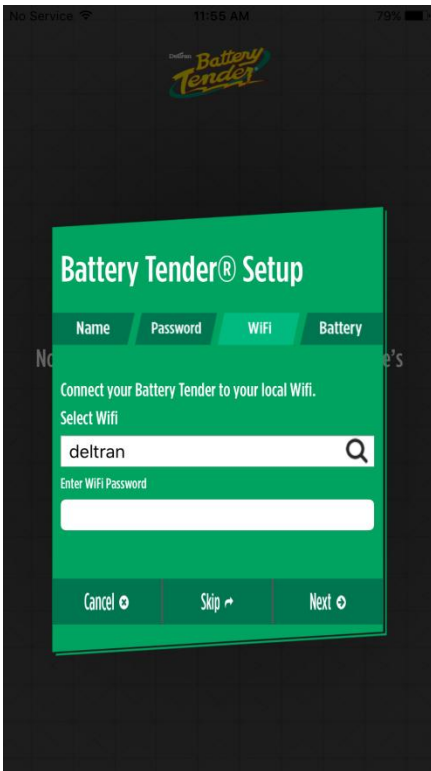 No Service 11:55 AM 79%
Deltran Battery
Tender
Battery Tender® Setup
Name Password WiFi Battery
No e's
Connect your Battery Tender to your local Wifi.
Select Wifi
deltran
Enter WiFi Password
Cancel Skip Next